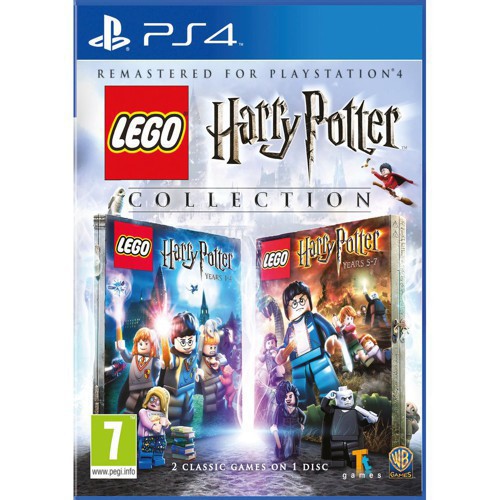 PS4
REMASTERED FOR PLAYSTATION®4
LEGO Harry Potter™
COLLECTION
LEGO Harry Potter
YEARS 1-4
LEGO Harry Potter
YEARS 5-7
7
www.pegi.info
2 CLASSIC GAMES ON 1 DISC
TT
games
WB
GAMES